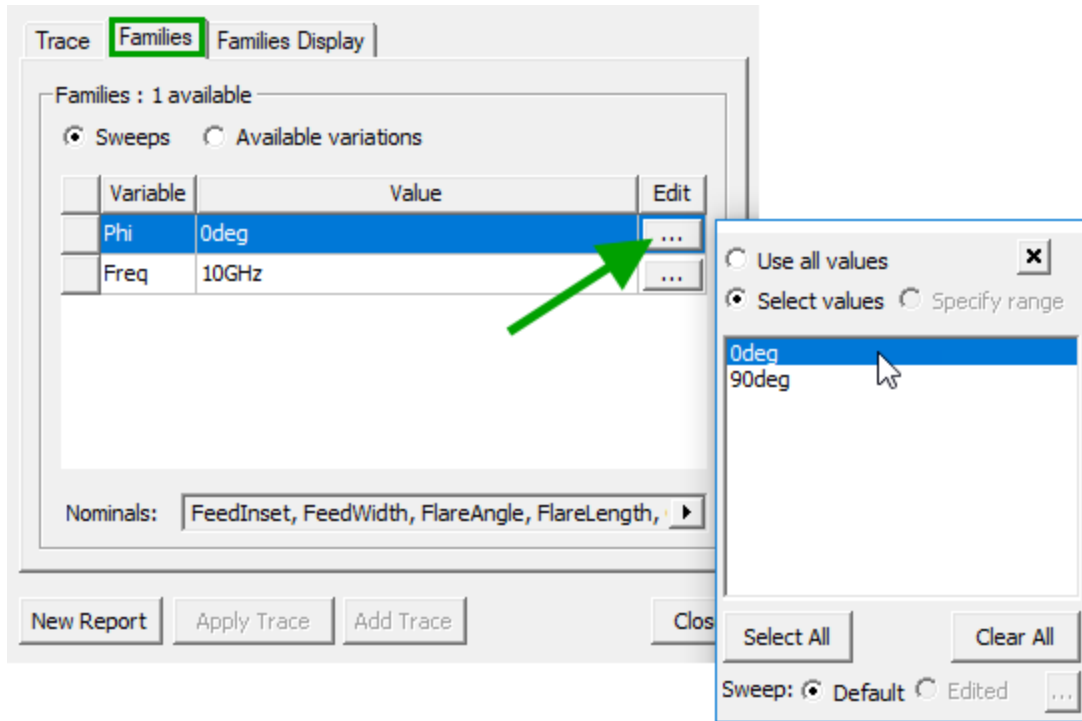 Trace Families Families Display
Families : 1 available
Sweeps Available variations
Variable Value Edit
Phi 0deg ...
Freq 10GHz ...
Nominals: FeedInset, FeedWidth, FlareAngle, FlareLength,
New Report Apply Trace Add Trace Clos
Use all values
Select values Specify range
0deg
90deg
Select All Clear All
Sweep: Default Edited ...